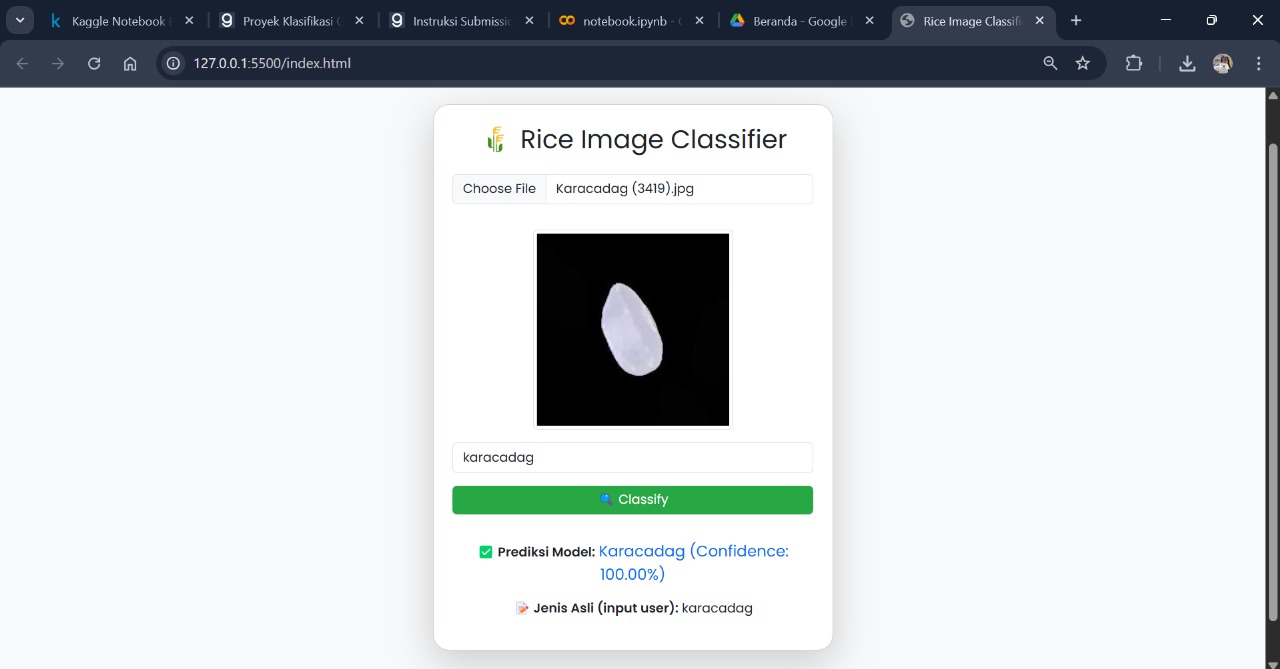 Kaggle Notebook
Proyek Klasifikasi
Instruksi Submissi
notebook.ipynb -
Beranda - Google
Rice Image Classifi
127.0.0.1:5500/index.html
Rice Image Classifier
Choose File Karacadag (3419).jpg
karacadag
Classify
Prediksi Model: Karacadag (Confidence:
100.00%)
Jenis Asli (input user): karacadag